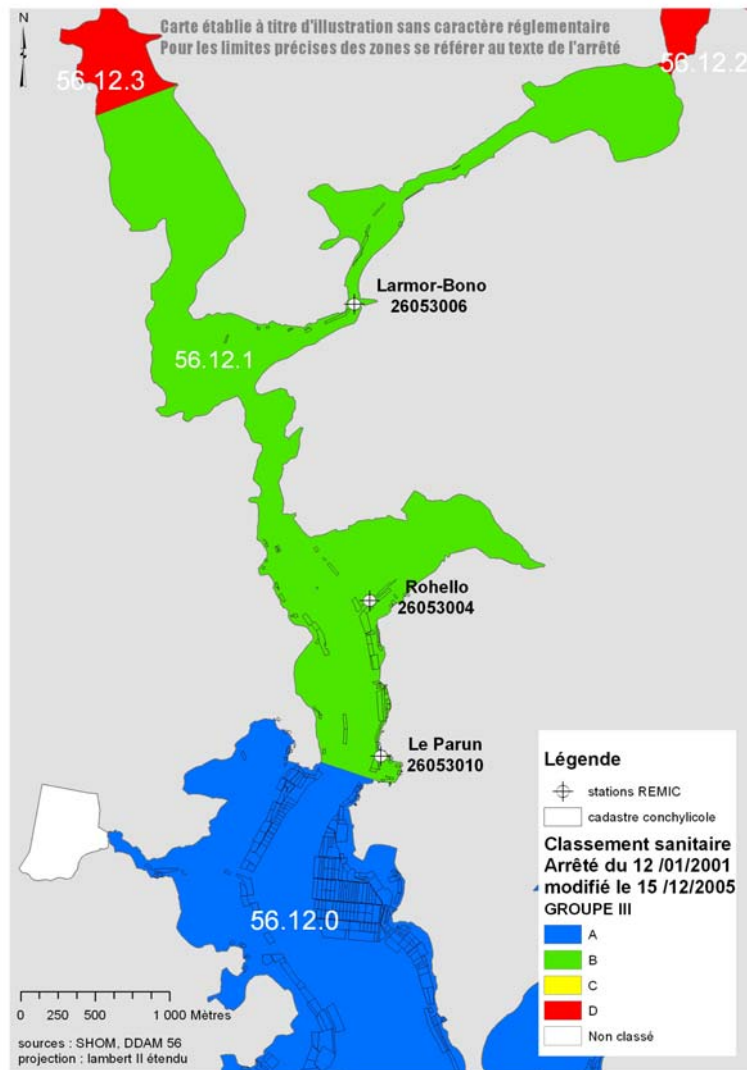 Carte établie à titre d'illustration sans caractère réglementaire
Pour les limites précises des zones se référer au texte de l'arrêté
N
56.12.3
56.12.2
Larmor-Bono
26053006
56.12.1
Rohello
26053004
Le Parun
26053010
56.12.0
Légende
stations REMIC
cadastre conchylicole
Classement sanitaire
Arrêté du 12 /01/2001
modifié le 15 /12/2005
GROUPE III
A
B
C
D
Non classé
0 250 500 1 000 Mètres
sources : SHOM, DDAM 56
projection : lambert II étendu